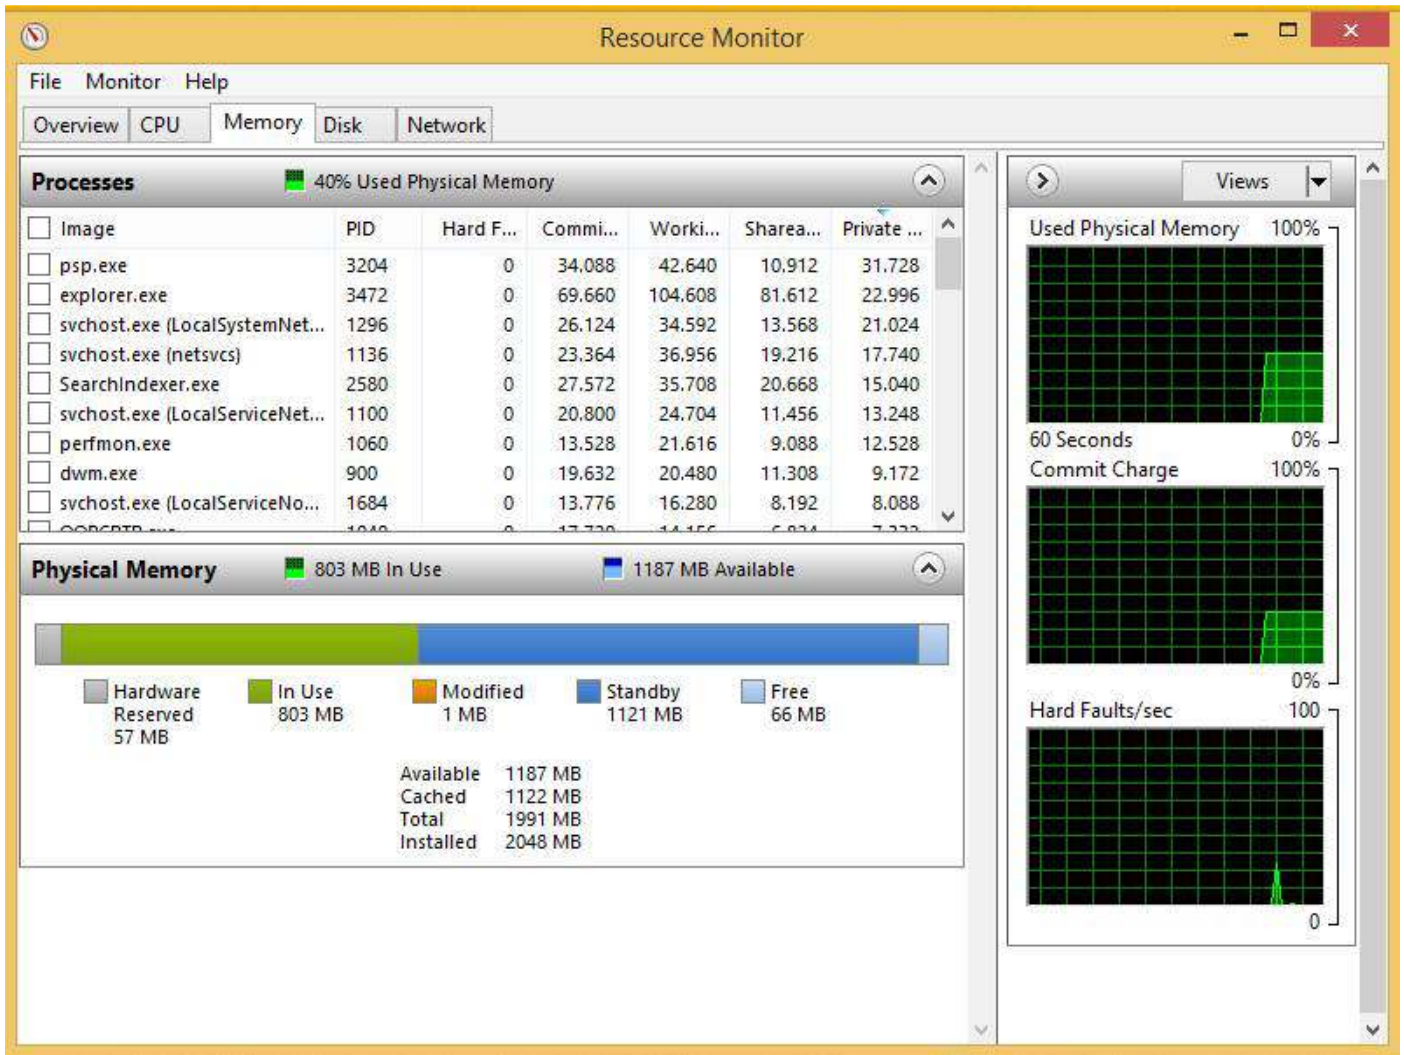 Resource Monitor
File Monitor Help
Overview CPU Memory Disk Network
Processes 40% Used Physical Memory
Image PID Hard F... Commi... Worki... Sharea... Private ...
psp.exe 3204 0 34.088 42.640 10.912 31.728
explorer.exe 3472 0 69.660 104.608 81.612 22.996
svchost.exe (LocalSystemNet... 1296 0 26.124 34.592 13.568 21.024
svchost.exe (netsvcs) 1136 0 23.364 36.956 19.216 17.740
SearchIndexer.exe 2580 0 27.572 35.708 20.668 15.040
svchost.exe (LocalServiceNet... 1100 0 20.800 24.704 11.456 13.248
perfmon.exe 1060 0 13.528 21.616 9.088 12.528
dwm.exe 900 0 19.632 20.480 11.308 9.172
svchost.exe (LocalServiceNo... 1684 0 13.776 16.280 8.192 8.088
Physical Memory 803 MB In Use 1187 MB Available
Hardware Reserved 57 MB
In Use 803 MB
Modified 1 MB
Standby 1121 MB
Free 66 MB
Available 1187 MB
Cached 1122 MB
Total 1991 MB
Installed 2048 MB
Views
Used Physical Memory 100%
60 Seconds 0%
Commit Charge 100%
0%
Hard Faults/sec 100
0